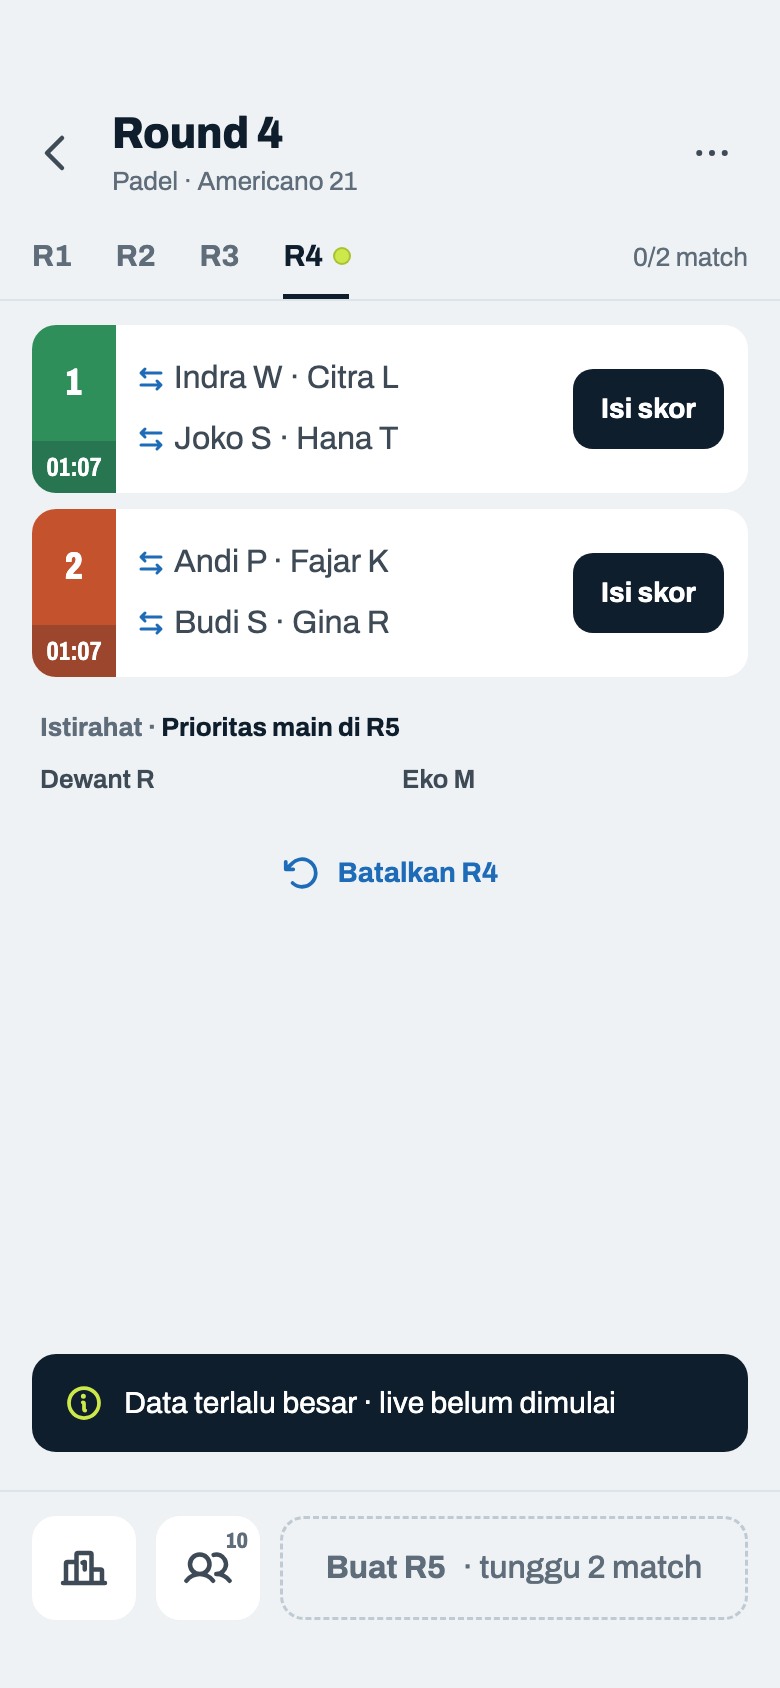 Round 4
Padel · Americano 21
R1 R2 R3 R4 0/2 match
1
01:07
Indra W · Citra L
Joko S · Hana T
Isi skor
2
01:07
Andi P · Fajar K
Budi S · Gina R
Isi skor
Istirahat · Prioritas main di R5
Dewant R Eko M
Batalkan R4
Data terlalu besar · live belum dimulai
1
10
Buat R5 · tunggu 2 match